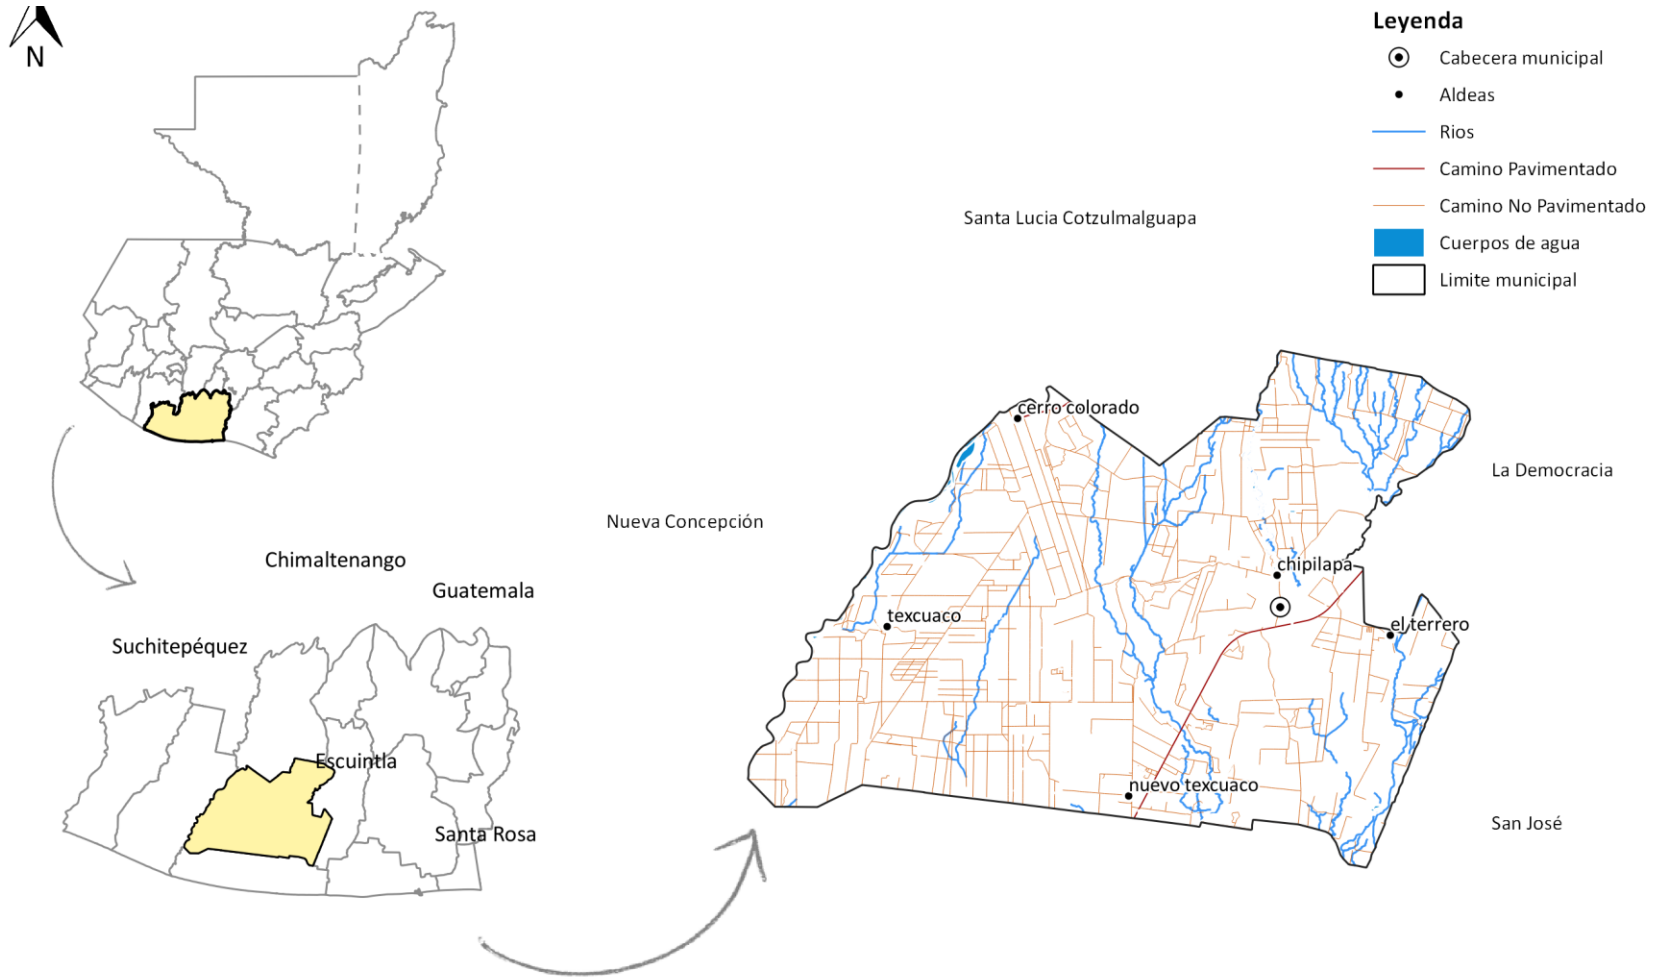 N
Leyenda
Cabecera municipal
Aldeas
Rios
Camino Pavimentado
Camino No Pavimentado
Cuerpos de agua
Limite municipal
Santa Lucia Cotzulmalguapa
cerro colorado
La Democracia
Nueva Concepción
chipilapa
texcuaco
el terrero
nuevo texcuaco
San José
Chimaltenango
Guatemala
Suchitepéquez
Escuintla
Santa Rosa